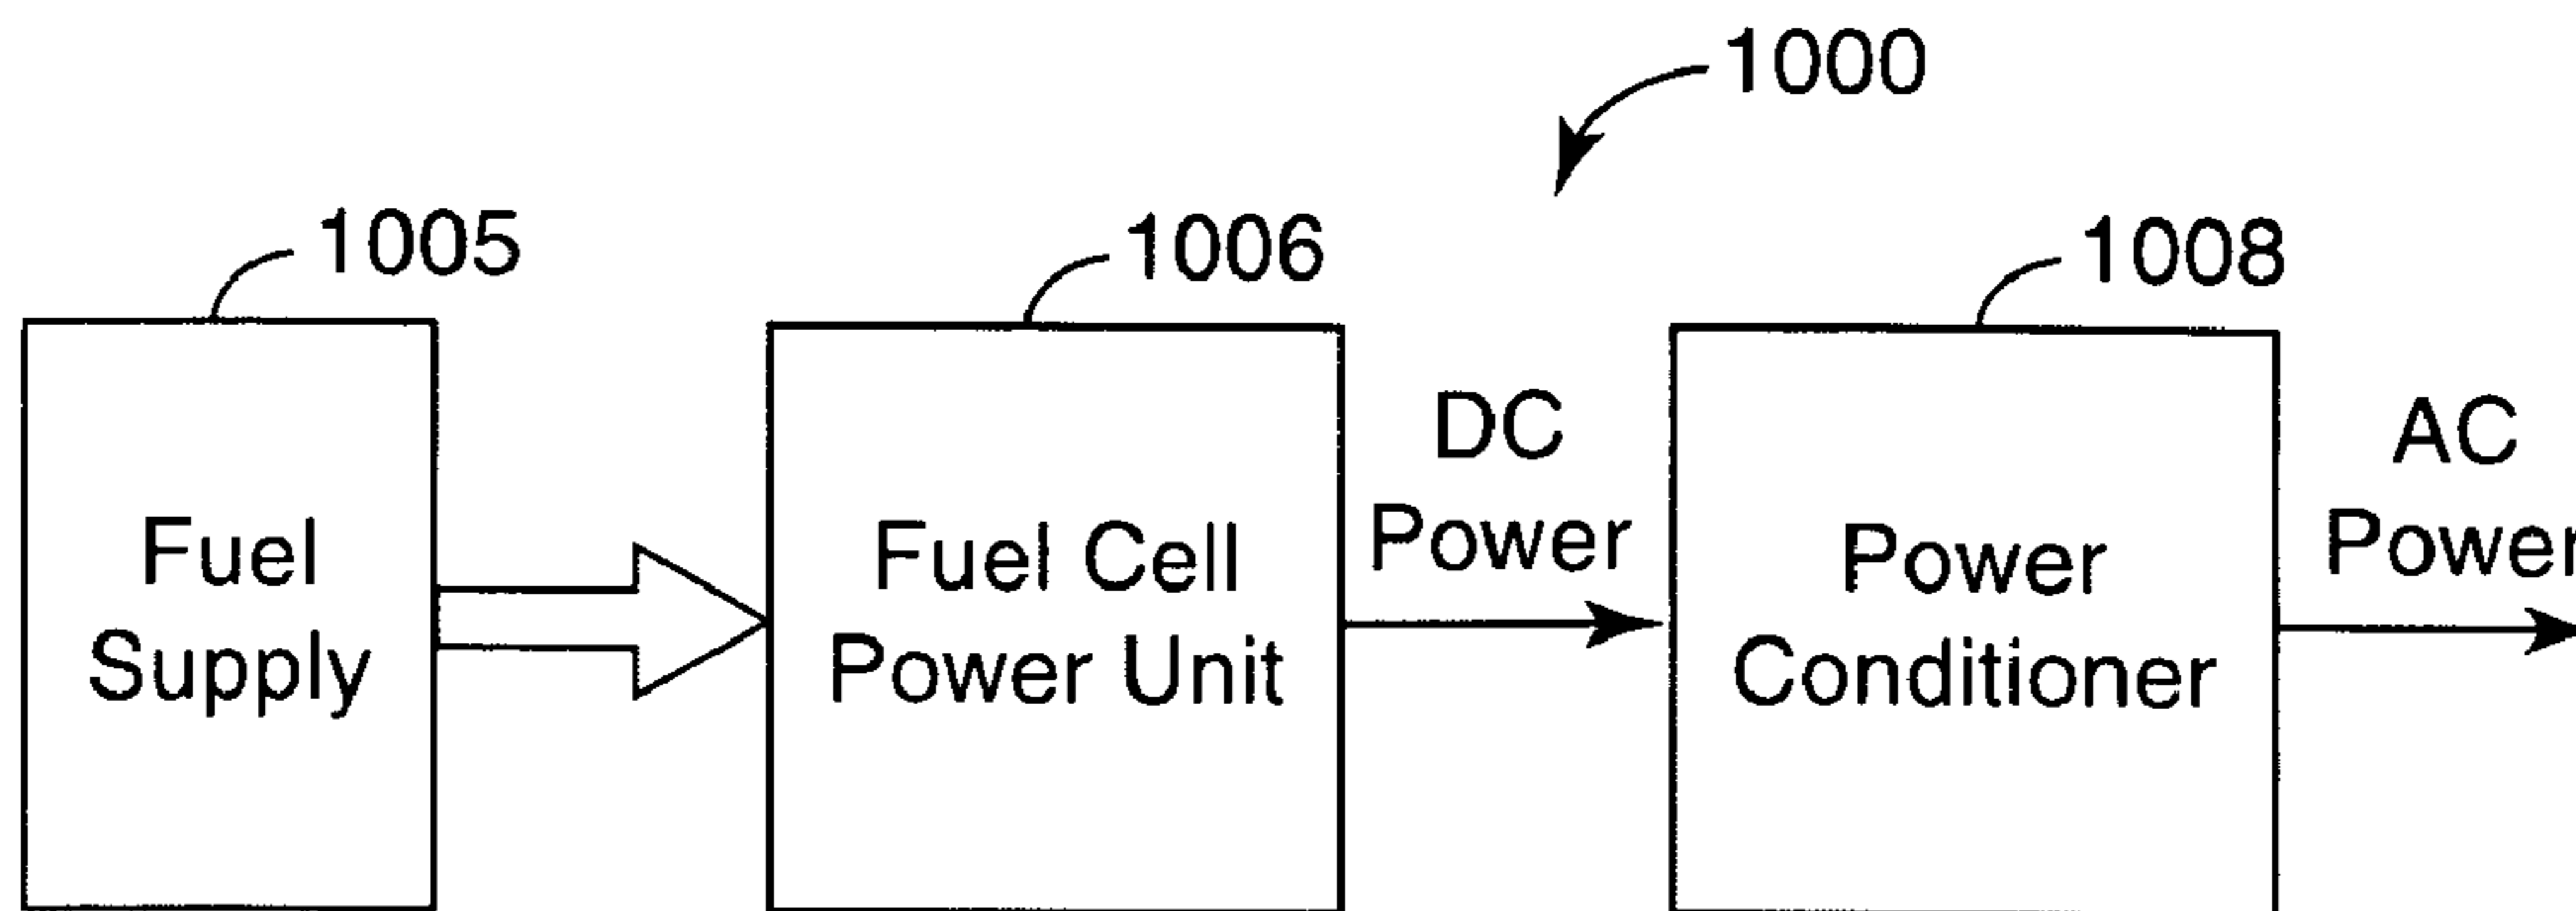 1000
1005
1006
1008
Fuel
Supply
Fuel Cell
Power Unit
DC
Power
Power
Conditioner
AC
Power